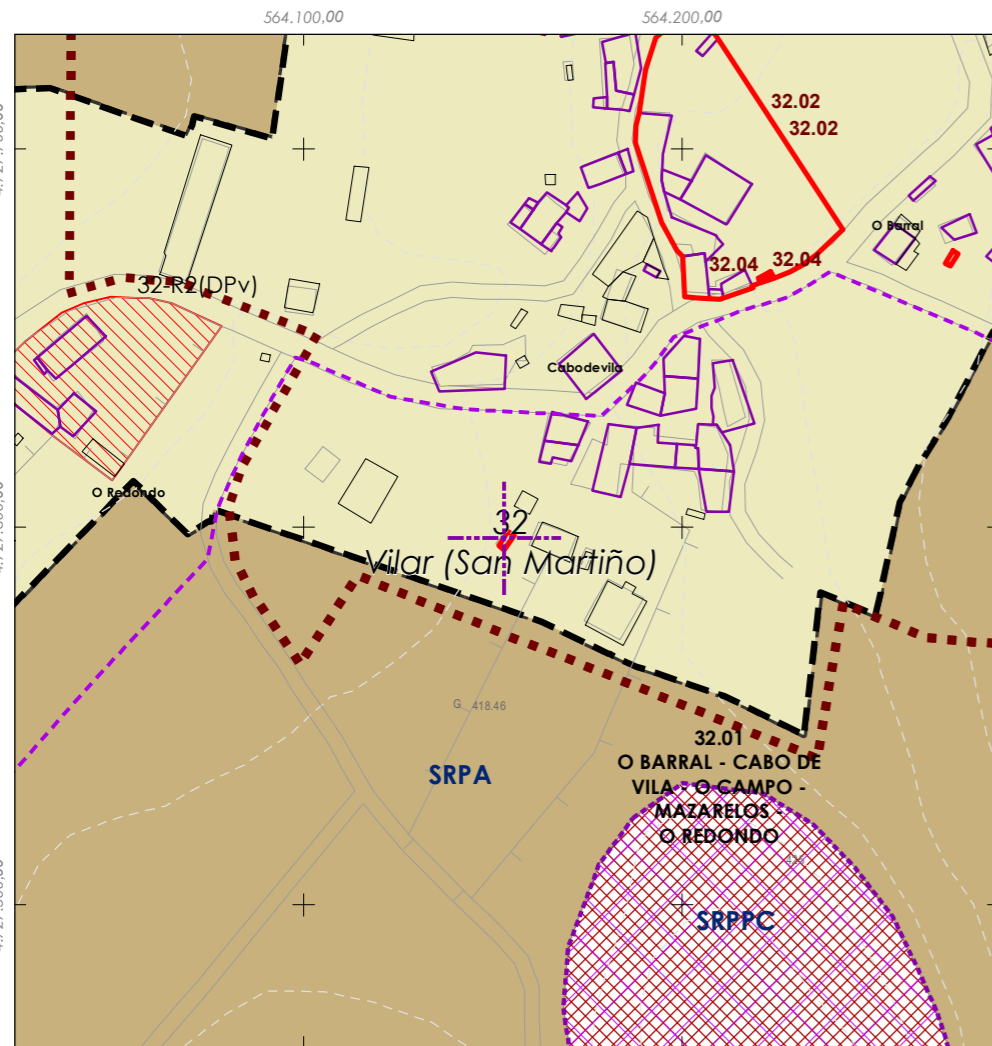 564.100,00
564.200,00
32.02
32.02
O Barral
32.04
32.04
32-R2(DPv)
Cabodevila
O Redondo
32
Vilar (San Martiño)
G
418.46
32.01
O BARRAL - CABO DE
VILA - O CAMPO -
MAZARELOS -
O REDONDO
SRPA
425
SRPPC